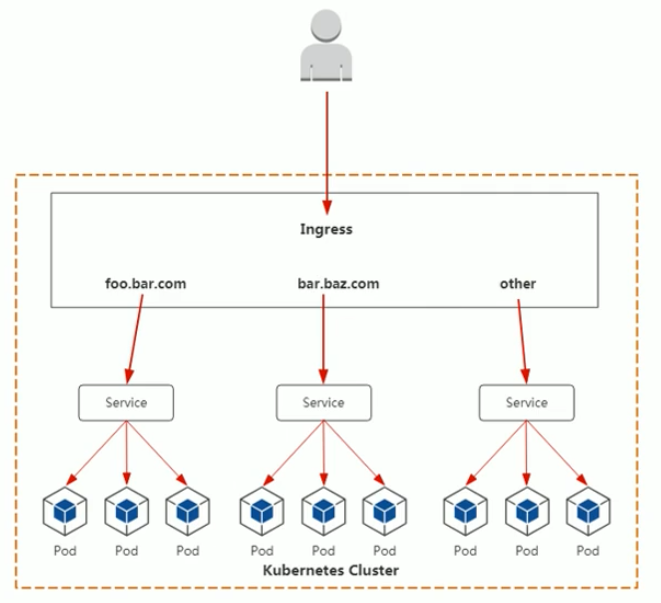 Ingress
foo.bar.com bar.baz.com other
Service Service Service
Pod Pod Pod Pod Pod Pod Pod Pod Pod
Kubernetes Cluster